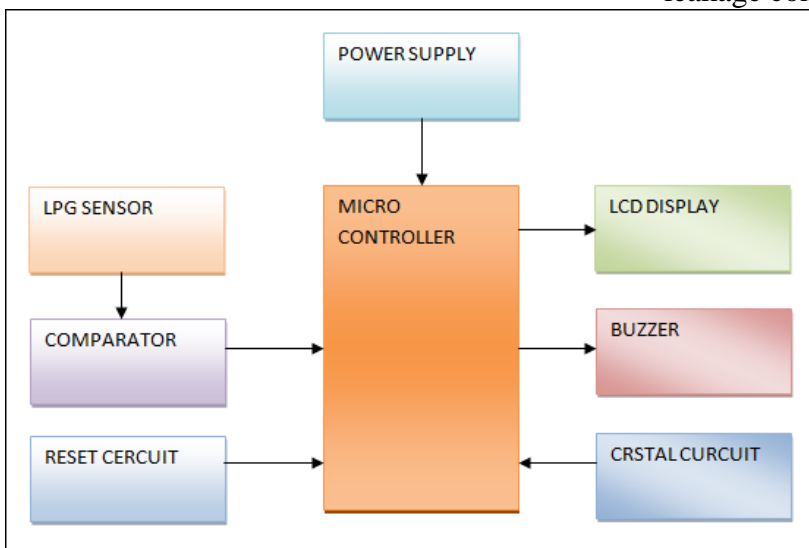 POWER SUPPLY
LPG SENSOR
MICRO
CONTROLLER
LCD DISPLAY
COMPARATOR
BUZZER
RESET CERCUIT
CRSTAL CURCUIT